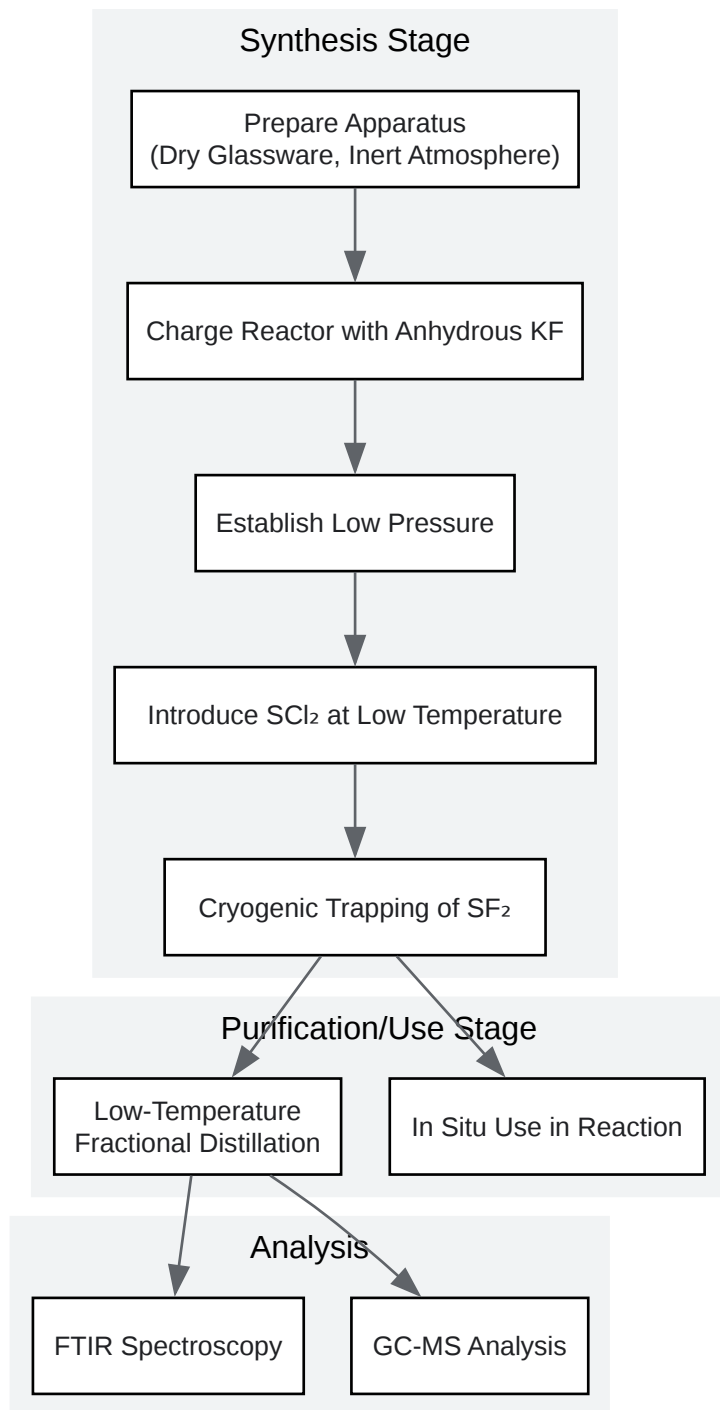 Synthesis Stage
Prepare Apparatus
(Dry Glassware, Inert Atmosphere)
Charge Reactor with Anhydrous KF
Establish Low Pressure
Introduce SCl₂ at Low Temperature
Cryogenic Trapping of SF₂
Purification/Use Stage
Low-Temperature
Fractional Distillation
In Situ Use in Reaction
Analysis
FTIR Spectroscopy
GC-MS Analysis